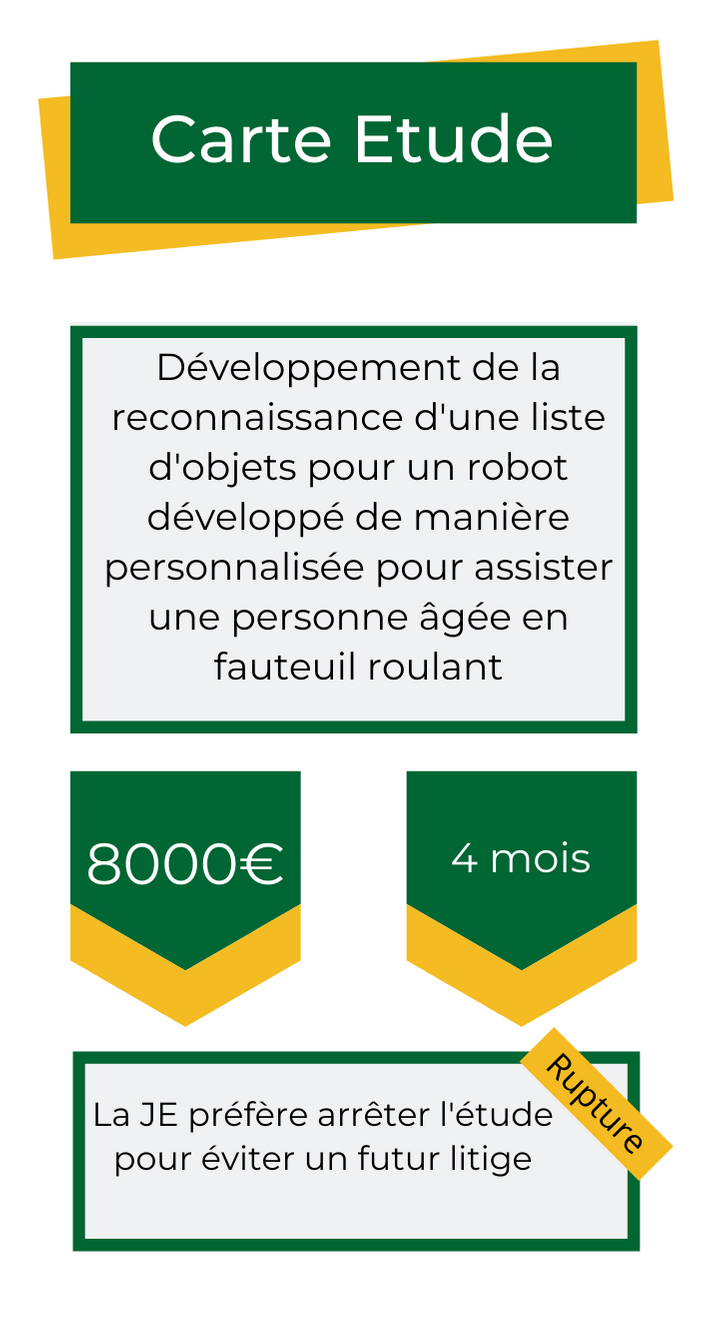 Carte Etude
Développement de la
reconnaissance d'une liste
d'objets pour un robot
développé de manière
personnalisée pour assister
une personne âgée en
fauteuil roulant
8000€
4 mois
Rupture
La JE préfère arrêter l'étude
pour éviter un futur litige